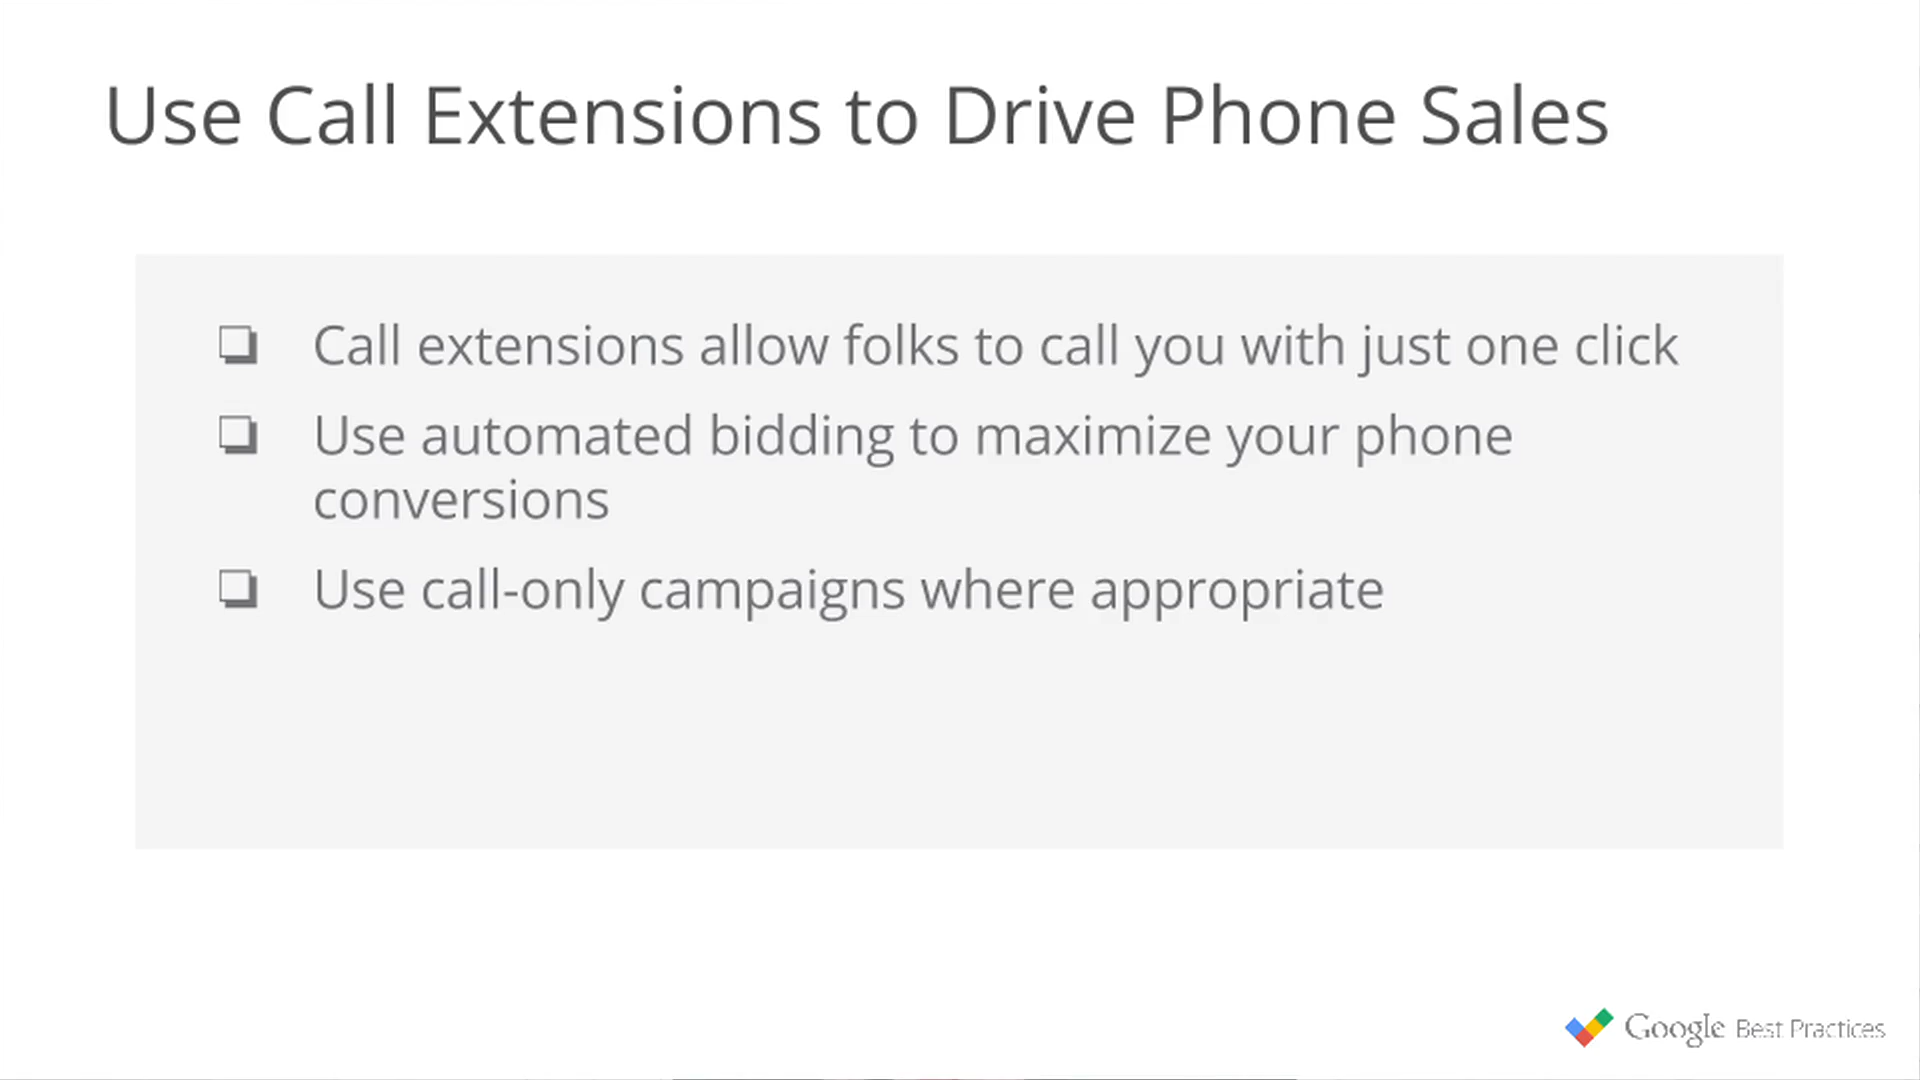 Use Call Extensions to Drive Phone Sales
Call extensions allow folks to call you with just one click
Use automated bidding to maximize your phone
conversions
Use call-only campaigns where appropriate
Google Best Practices